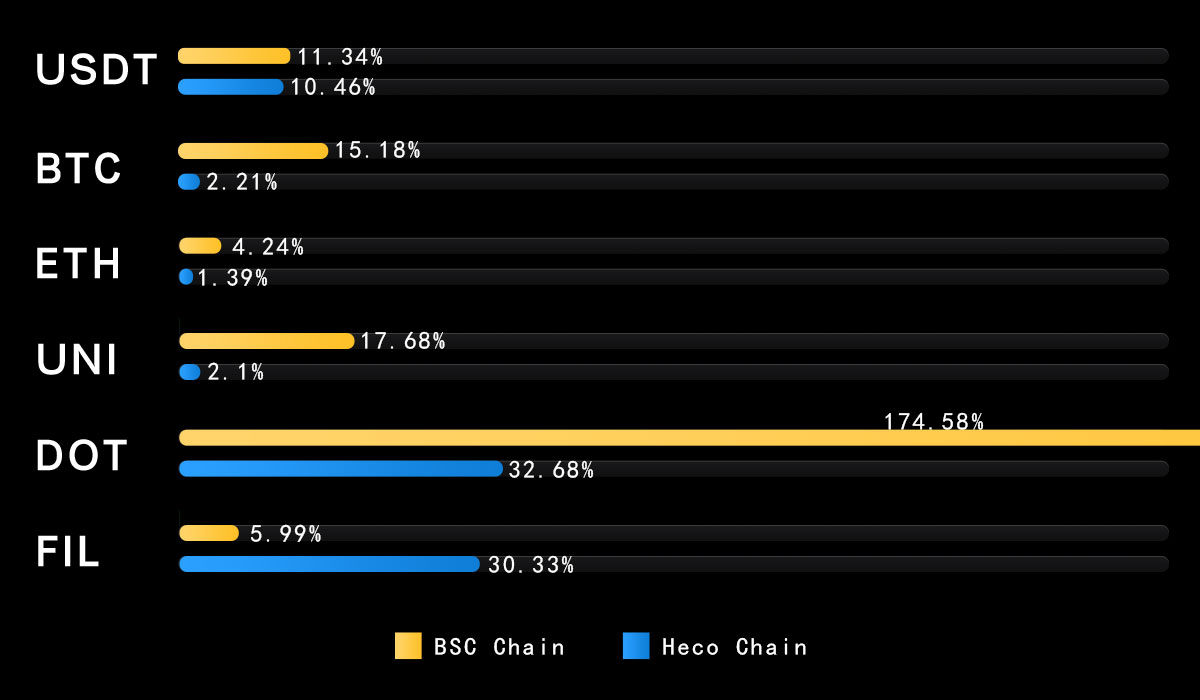 USDT
11.34%
10.46%
BTC
15.18%
2.21%
ETH
4.24%
1.39%
UNI
17.68%
2.1%
DOT
174.58%
32.68%
FIL
5.99%
30.33%
BSC Chain
Heco Chain